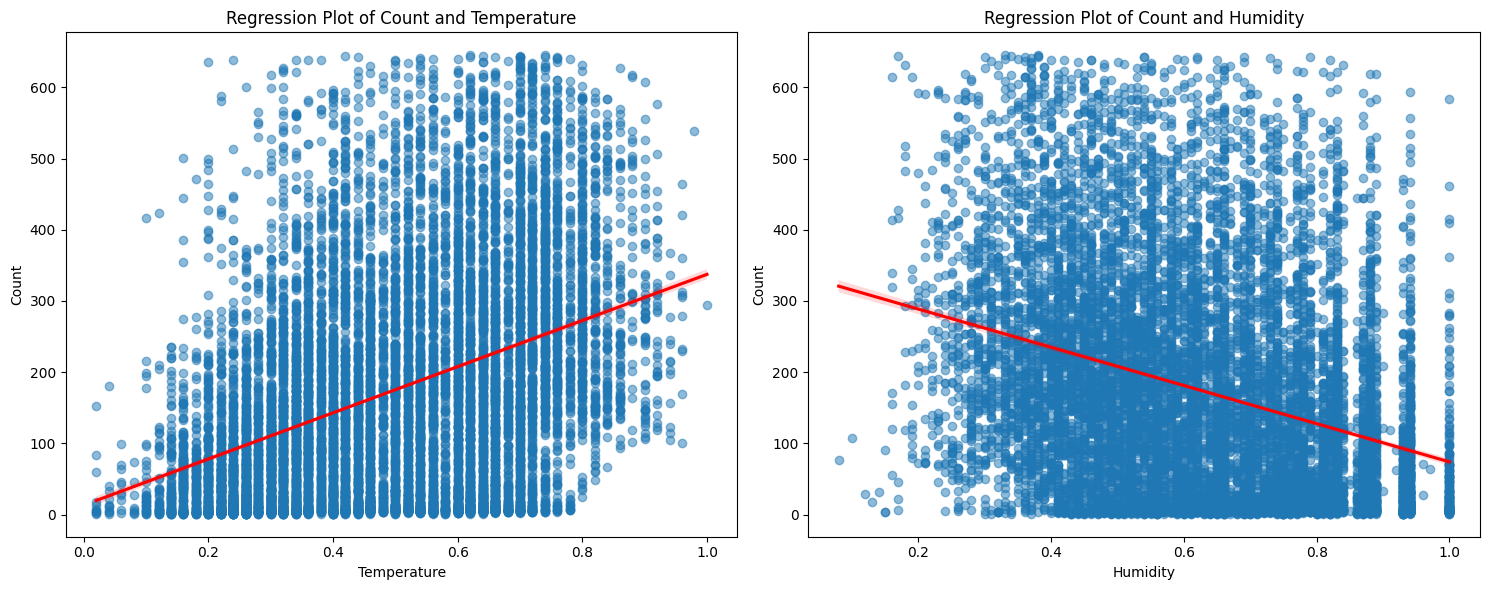 Regression Plot of Count and Temperature
Count
600
500
400
300
200
100
0
0.0 0.2 0.4 0.6 0.8 1.0
Temperature
Regression Plot of Count and Humidity
Count
600
500
400
300
200
100
0
0.2 0.4 0.6 0.8 1.0
Humidity